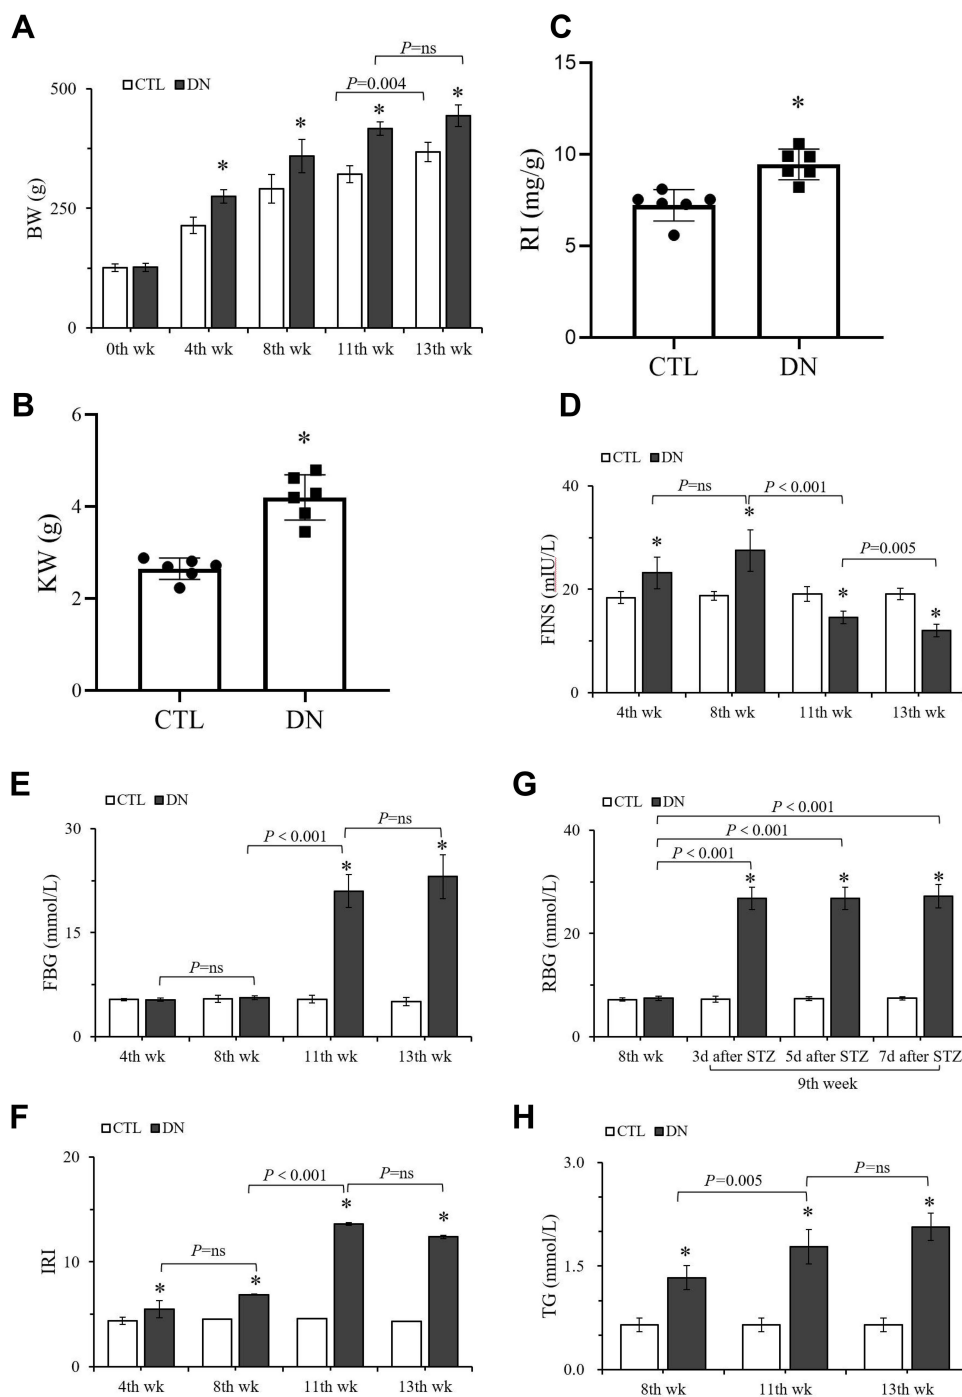 A
P=ns
CTL DN
P=0.004
500
250
0
BW (g)
* * * *
0th wk 4th wk 8th wk 11th wk 13th wk
C
15
10
5
0
RI (mg/g)
*
CTL DN
B
6
4
2
0
KW (g)
*
CTL DN
D
CTL DN
P=ns P < 0.001
P=0.005
40
20
0
FINS (mIU/L)
* * * *
4th wk 8th wk 11th wk 13th wk
E
CTL DN
P=ns
P < 0.001
P=ns
30
15
0
FBG (mmol/L)
* *
4th wk 8th wk 11th wk 13th wk
G
CTL DN
P < 0.001
P < 0.001
P < 0.001
40
20
0
RBG (mmol/L)
* * *
8th wk 3d after STZ 5d after STZ 7d after STZ
9th week
F
CTL DN
P < 0.001 P=ns
P=ns
20
10
0
IRI
* * * *
4th wk 8th wk 11th wk 13th wk
H
CTL DN
P=0.005 P=ns
3.0
1.5
0.0
TG (mmol/L)
* * *
8th wk 11th wk 13th wk